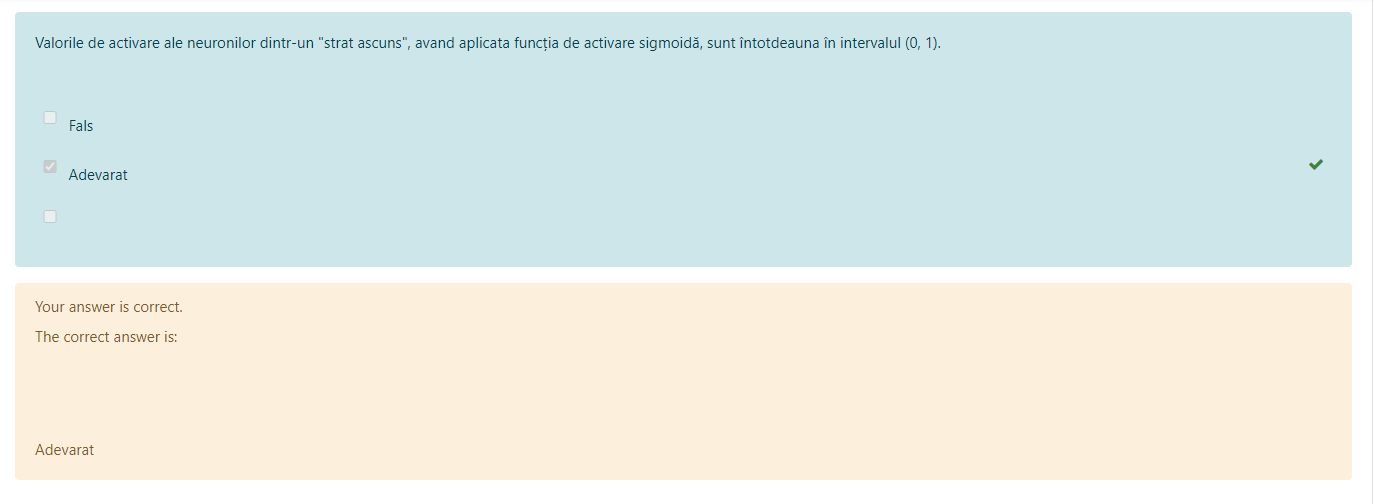 Valorile de activare ale neuronilor dintr-un "strat ascuns", avand aplicata funcția de activare sigmoidă, sunt întotdeauna în intervalul (0, 1).
Fals
Adevarat
Your answer is correct.
The correct answer is:
Adevarat